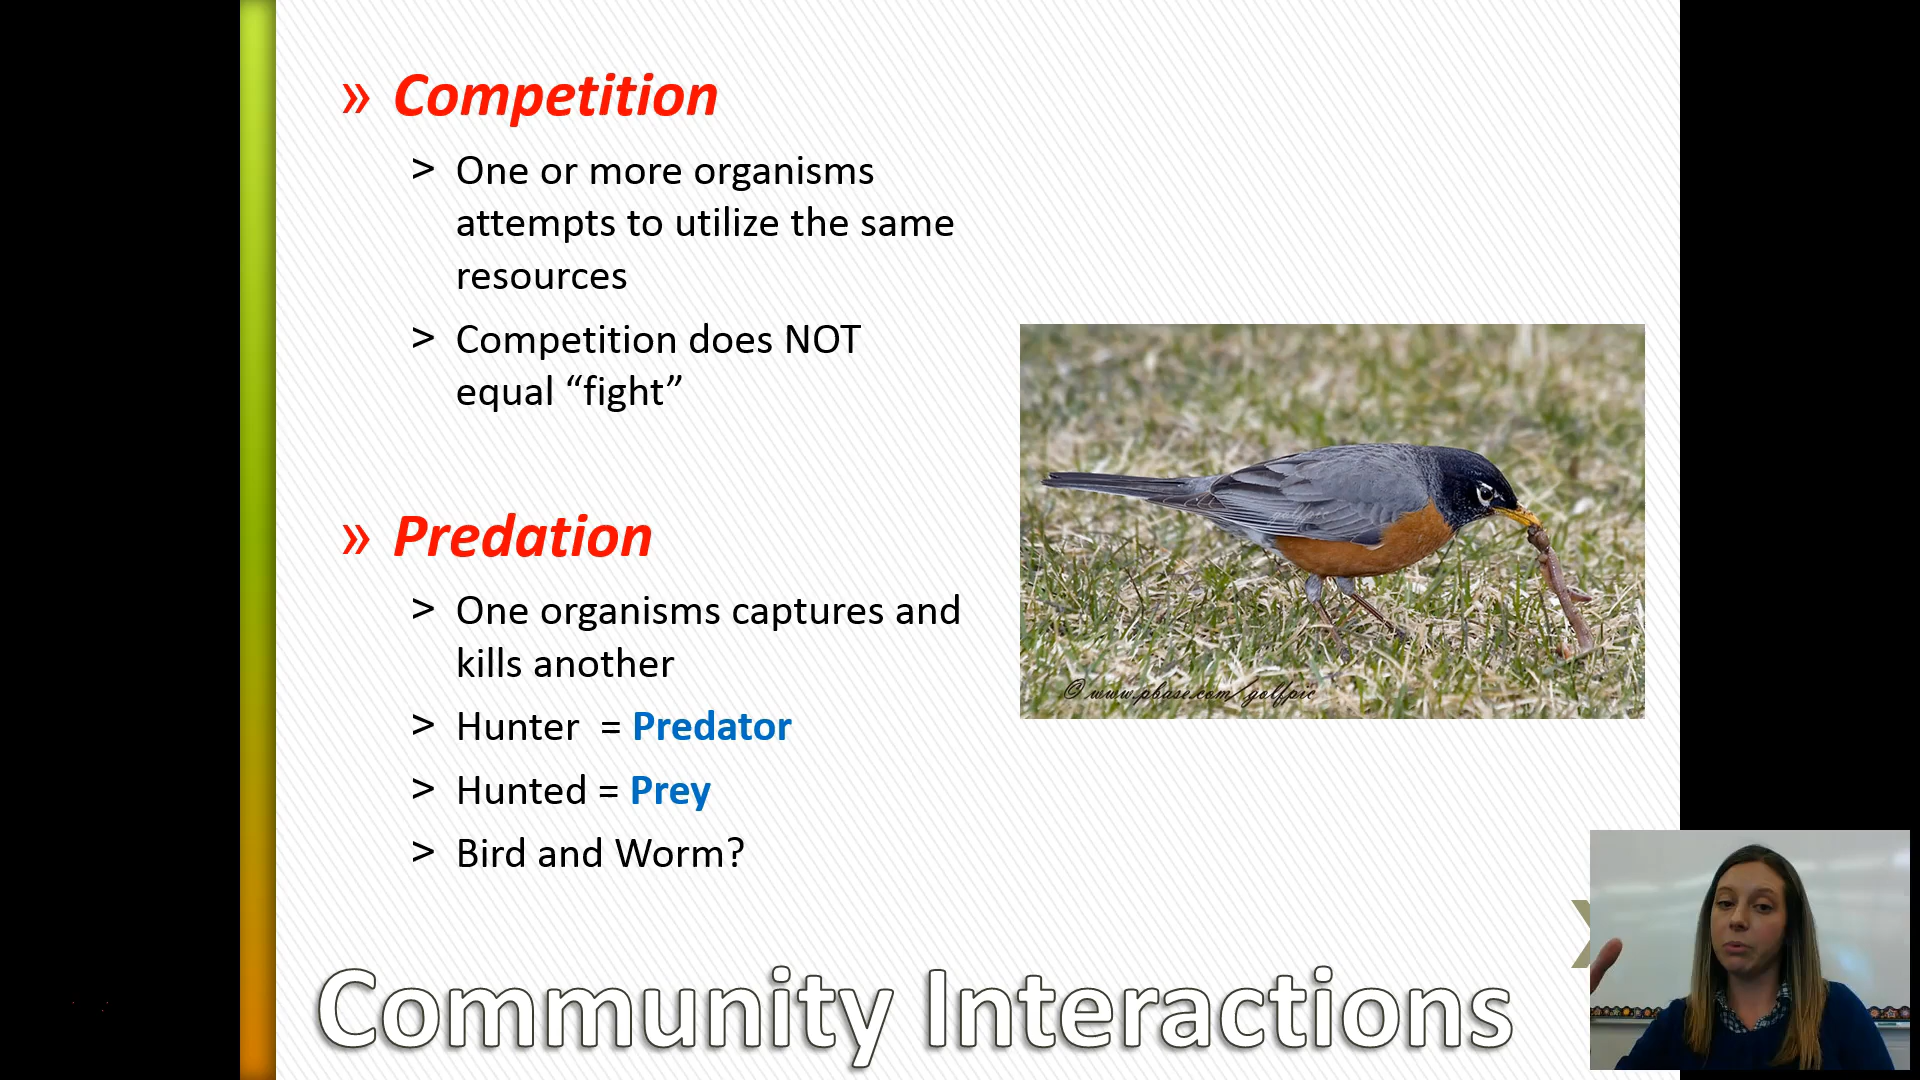 » Competition
> One or more organisms
attempts to utilize the same
resources
> Competition does NOT
equal “fight”
» Predation
> One organisms captures and
kills another
> Hunter = Predator
> Hunted = Prey
> Bird and Worm?
© www.pbase.com/golfpic
Community Interactions